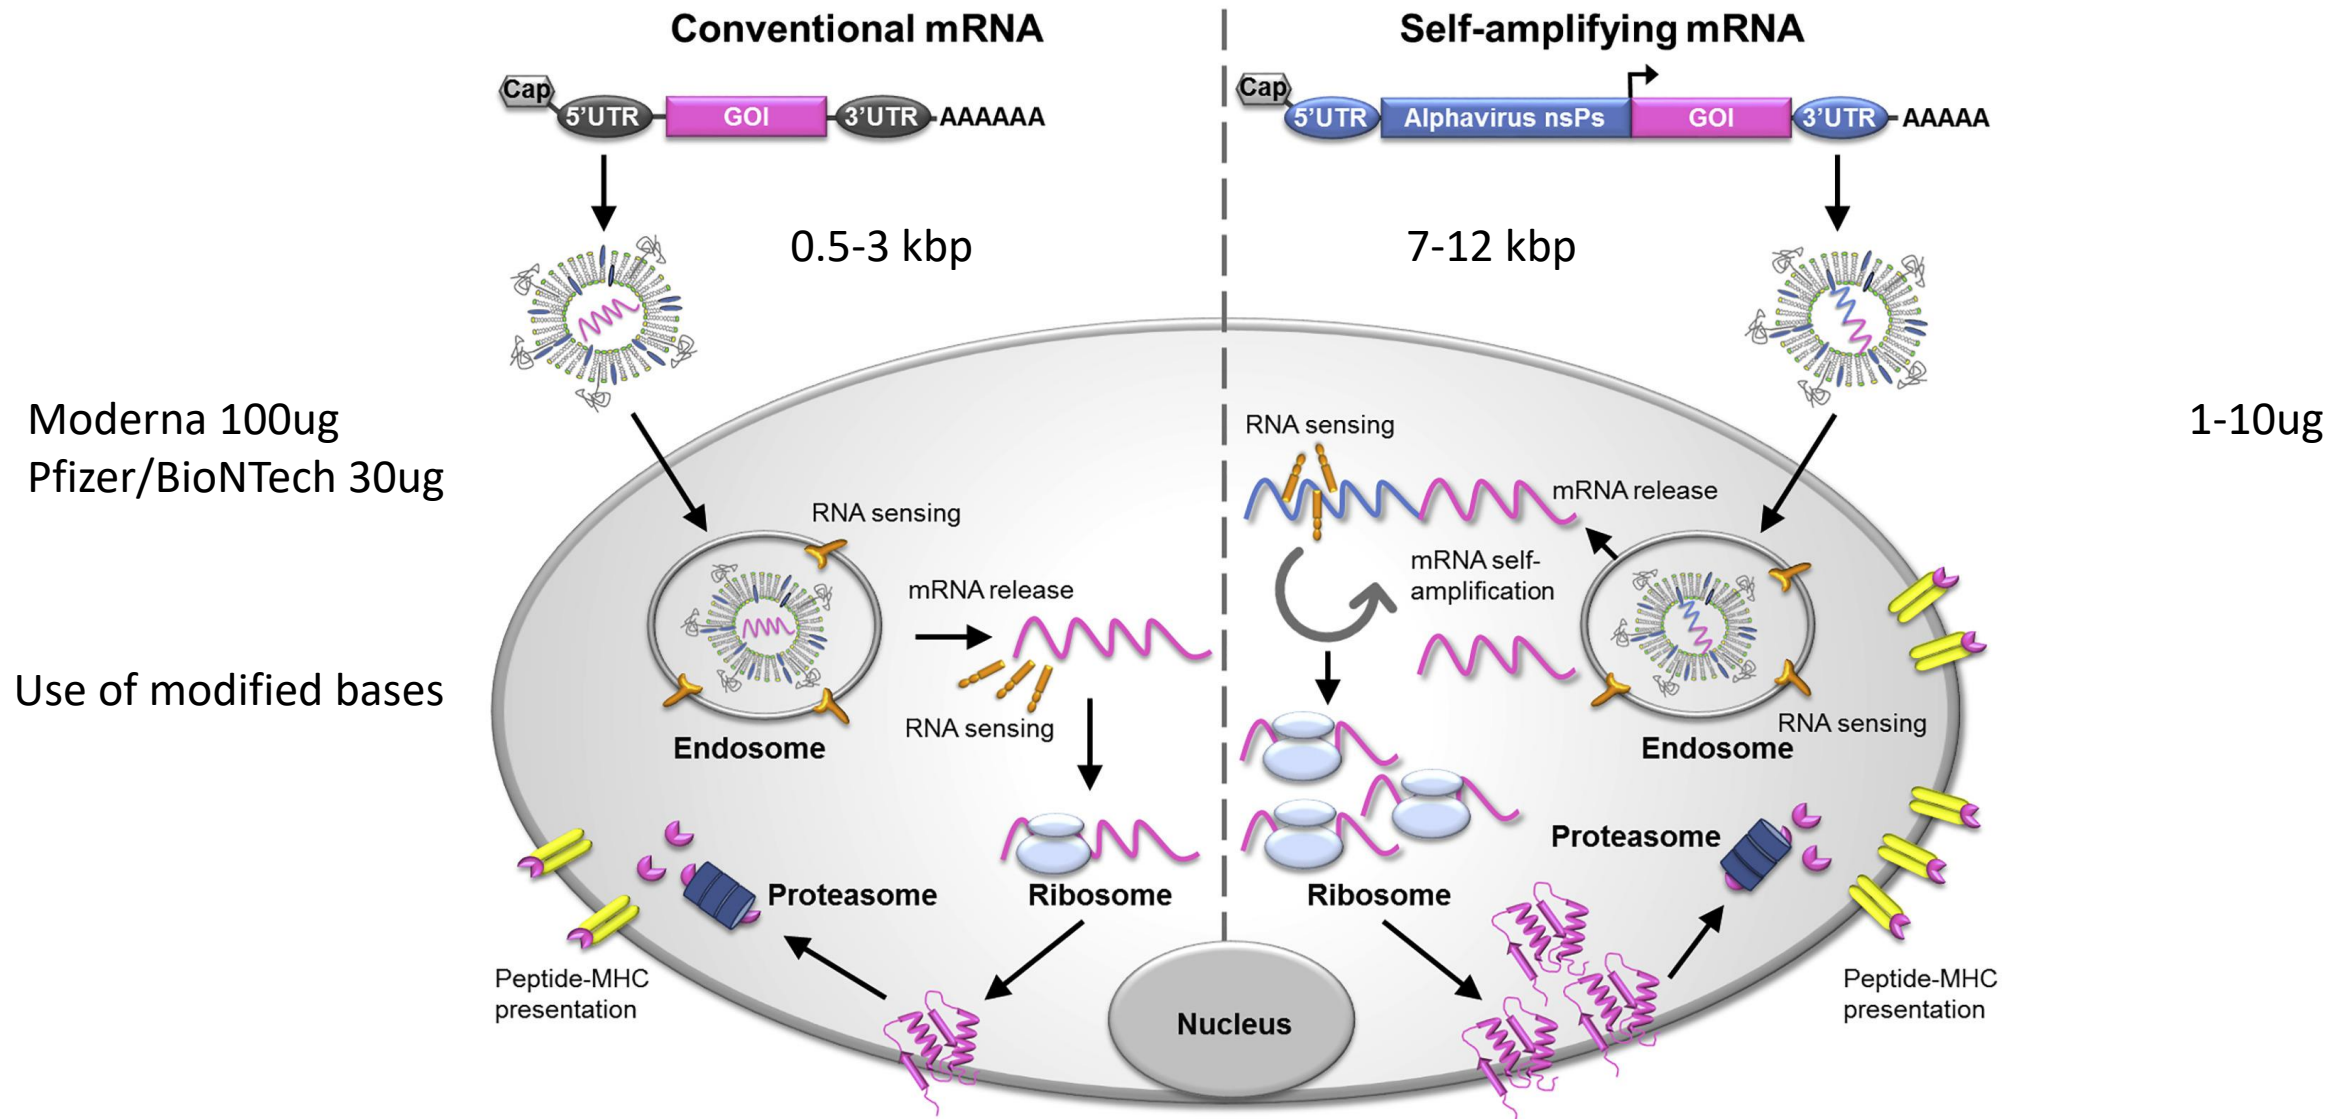 Conventional mRNA
Self-amplifying mRNA
Cap
5’UTR
GOI
3’UTR
AAAAAA
Cap
5’UTR
Alphavirus nsPs
GOI
3’UTR
AAAAA
0.5-3 kbp
7-12 kbp
Moderna 100ug
Pfizer/BioNTech 30ug
1-10ug
Use of modified bases
RNA sensing
mRNA release
RNA sensing
Endosome
Proteasome
Ribosome
Peptide-MHC
presentation
Nucleus
RNA sensing
mRNA release
mRNA self-
amplification
RNA sensing
Endosome
Proteasome
Ribosome
Peptide-MHC
presentation